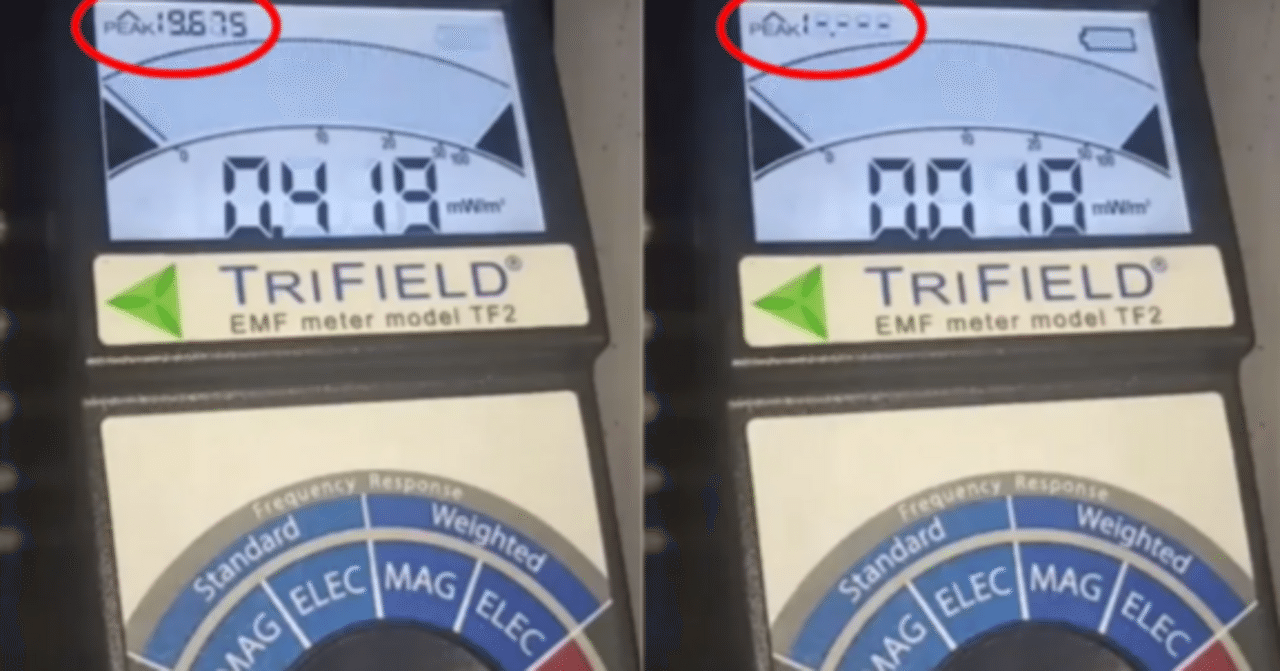 PEAK 19.675
0 10 20 50 100
0.419 mW/m²
TRIFIELD®
EMF meter model TF2
Frequency Response
Standard Weighted
MAG ELEC MAG ELEC
PEAK 1-.---
0 10 20 50 100
0.018 mW/m²
TRIFIELD®
EMF meter model TF2
Frequency Response
Standard Weighted
MAG ELEC MAG ELEC